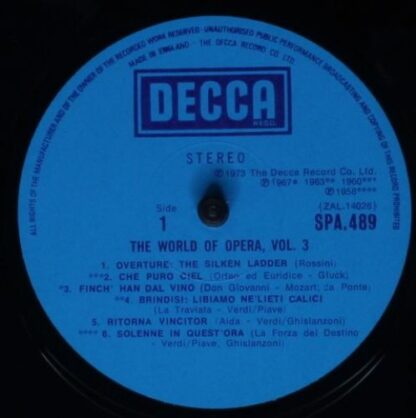 ALL RIGHTS OF THE MANUFACTURER AND OF THE OWNER OF THE RECORDED WORK RESERVED · UNAUTHORISED PUBLIC PERFORMANCE BROADCASTING AND COPYING OF THIS RECORD PROHIBITED
MADE IN ENGLAND · THE DECCA RECORD CO. LTD.
DECCA
REGD.
STEREO
℗1973 The Decca Record Co. Ltd.
℗1967* 1963** 1960***
℗1958****
(ZAL.14028)
Side
1
SPA.489
THE WORLD OF OPERA, VOL. 3
1. OVERTURE: THE SILKEN LADDER (Rossini)
***2. CHE PURO CIEL (Orfeo ed Euridice - Gluck)
*3. FINCH' HAN DAL VINO (Don Giovanni - Mozart; da Ponte)
**4. BRINDISI: LIBIAMO NE'LIETI CALICI
(La Traviata - Verdi/Piave)
5. RITORNA VINCITOR (Aida - Verdi/Ghislanzoni)
****6. SOLENNE IN QUEST'ORA (La Forza del Destino
- Verdi/Piave, Ghislanzoni)